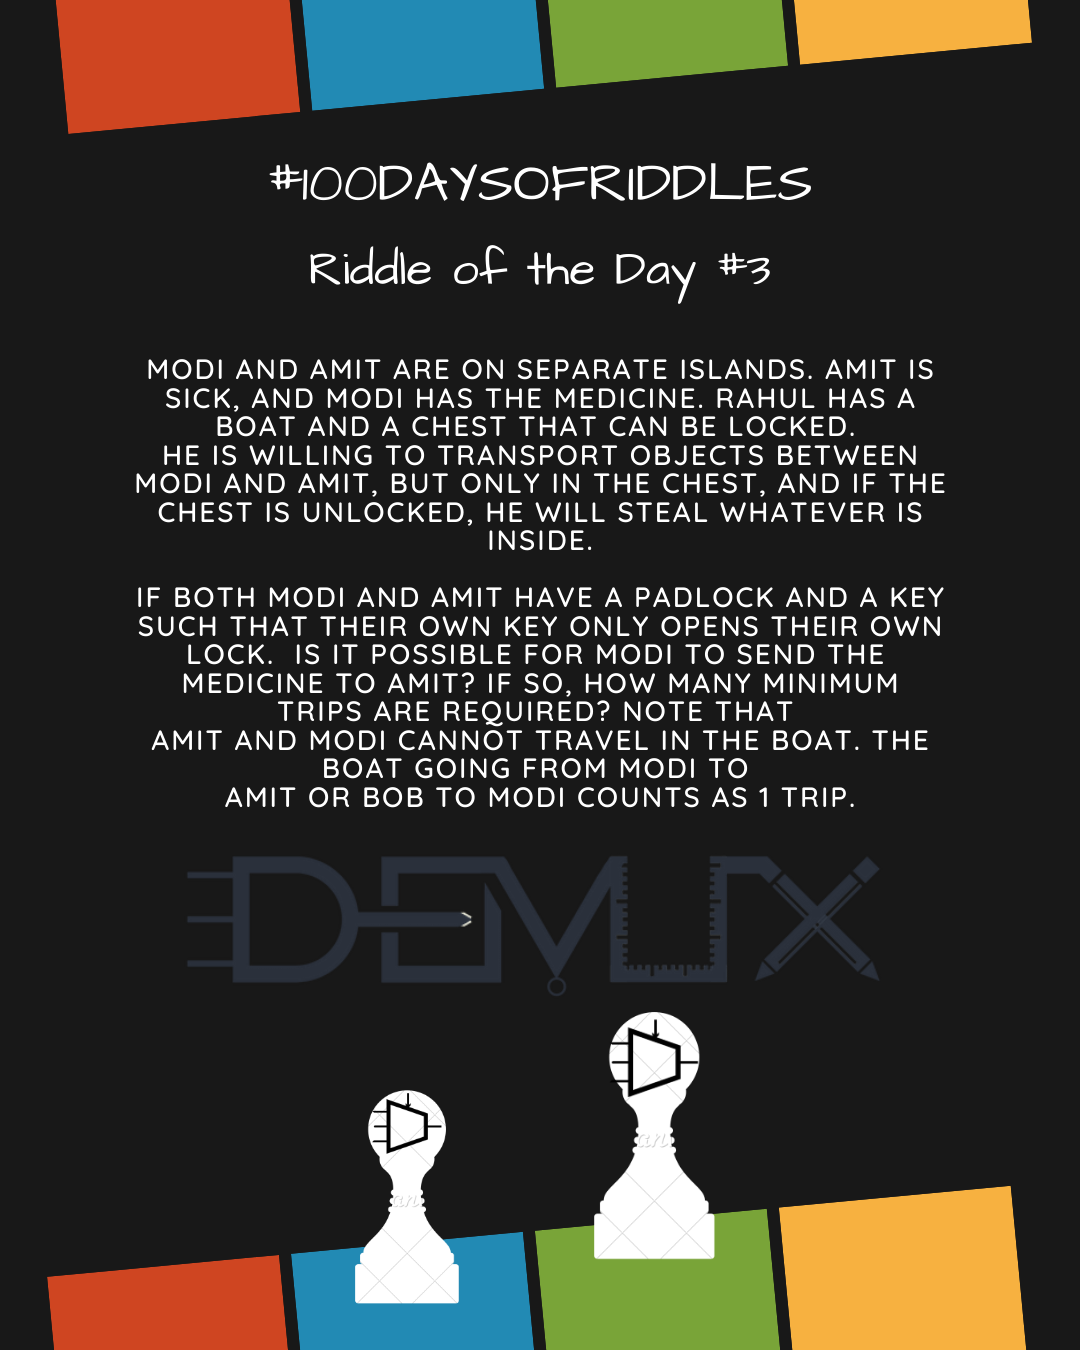 #100DAYSOFRIDDLES
Riddle of the Day #3
MODI AND AMIT ARE ON SEPARATE ISLANDS. AMIT IS
SICK, AND MODI HAS THE MEDICINE. RAHUL HAS A
BOAT AND A CHEST THAT CAN BE LOCKED.
HE IS WILLING TO TRANSPORT OBJECTS BETWEEN
MODI AND AMIT, BUT ONLY IN THE CHEST, AND IF THE
CHEST IS UNLOCKED, HE WILL STEAL WHATEVER IS
INSIDE.
IF BOTH MODI AND AMIT HAVE A PADLOCK AND A KEY
SUCH THAT THEIR OWN KEY ONLY OPENS THEIR OWN
LOCK. IS IT POSSIBLE FOR MODI TO SEND THE
MEDICINE TO AMIT? IF SO, HOW MANY MINIMUM
TRIPS ARE REQUIRED? NOTE THAT
AMIT AND MODI CANNOT TRAVEL IN THE BOAT. THE
BOAT GOING FROM MODI TO
AMIT OR BOB TO MODI COUNTS AS 1 TRIP.
DEMUX